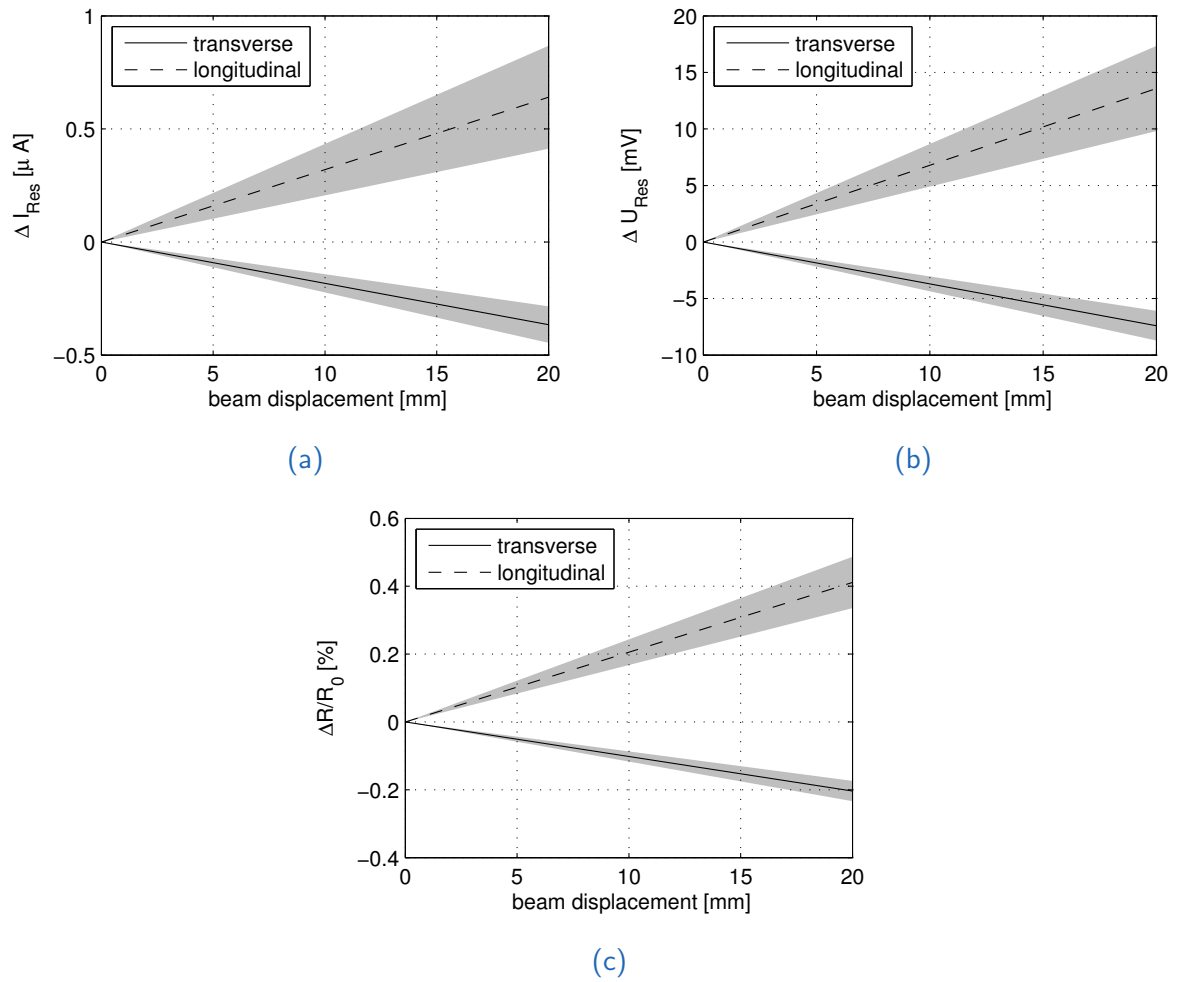 1
0.5
0
−0.5
Δ I_Res [μ A]
transverse
longitudinal
0 5 10 15 20
beam displacement [mm]
(a)
20
15
10
5
0
−5
−10
Δ U_Res [mV]
transverse
longitudinal
0 5 10 15 20
beam displacement [mm]
(b)
0.6
0.4
0.2
0
−0.2
−0.4
ΔR/R_0 [%]
transverse
longitudinal
0 5 10 15 20
beam displacement [mm]
(c)